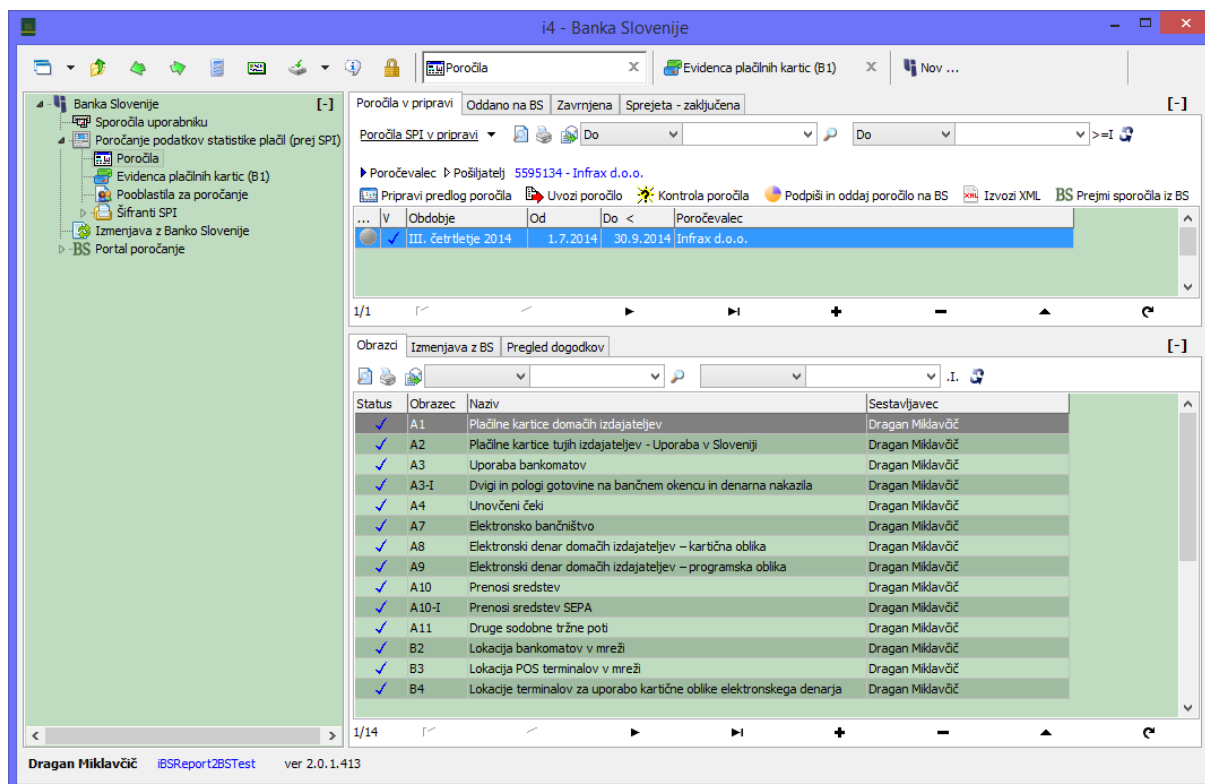 i4 - Banka Slovenije
Poročila
Evidenca plačilnih kartic (B1)
Nov ...
Banka Slovenije [-]
Sporočila uporabniku
Poročanje podatkov statistike plačil (prej SPI)
Poročila
Evidenca plačilnih kartic (B1)
Pooblastila za poročanje
Šifranti SPI
Izmenjava z Banko Slovenije
BS Portal poročanje
Poročila v pripravi Oddano na BS Zavrnjena Sprejeta - zaključena [-]
Poročila SPI v pripravi Do Do >=I
Poročevalec Pošiljatelj 5595134 - Infrax d.o.o.
Pripravi predlog poročila Uvozi poročilo Kontrola poročila Podpiši in oddaj poročilo na BS XML Izvozi XML BS Prejmi sporočila iz BS
... V Obdobje Od Do < Poročevalec
III. četrtletje 2014 1.7.2014 30.9.2014 Infrax d.o.o.
1/1
Obrazci Izmenjava z BS Pregled dogodkov [-]
.I.
Status Obrazec Naziv Sestavljavec
A1 Plačilne kartice domačih izdajateljev Dragan Miklavčič
A2 Plačilne kartice tujih izdajateljev - Uporaba v Sloveniji Dragan Miklavčič
A3 Uporaba bankomatov Dragan Miklavčič
A3-I Dvigi in pologi gotovine na bančnem okencu in denarna nakazila Dragan Miklavčič
A4 Unovčeni čeki Dragan Miklavčič
A7 Elektronsko bančništvo Dragan Miklavčič
A8 Elektronski denar domačih izdajateljev – kartična oblika Dragan Miklavčič
A9 Elektronski denar domačih izdajateljev – programska oblika Dragan Miklavčič
A10 Prenosi sredstev Dragan Miklavčič
A10-I Prenosi sredstev SEPA Dragan Miklavčič
A11 Druge sodobne tržne poti Dragan Miklavčič
B2 Lokacija bankomatov v mreži Dragan Miklavčič
B3 Lokacija POS terminalov v mreži Dragan Miklavčič
B4 Lokacije terminalov za uporabo kartične oblike elektronskega denarja Dragan Miklavčič
1/14
Dragan Miklavčič iBSReport2BSTest ver 2.0.1.413